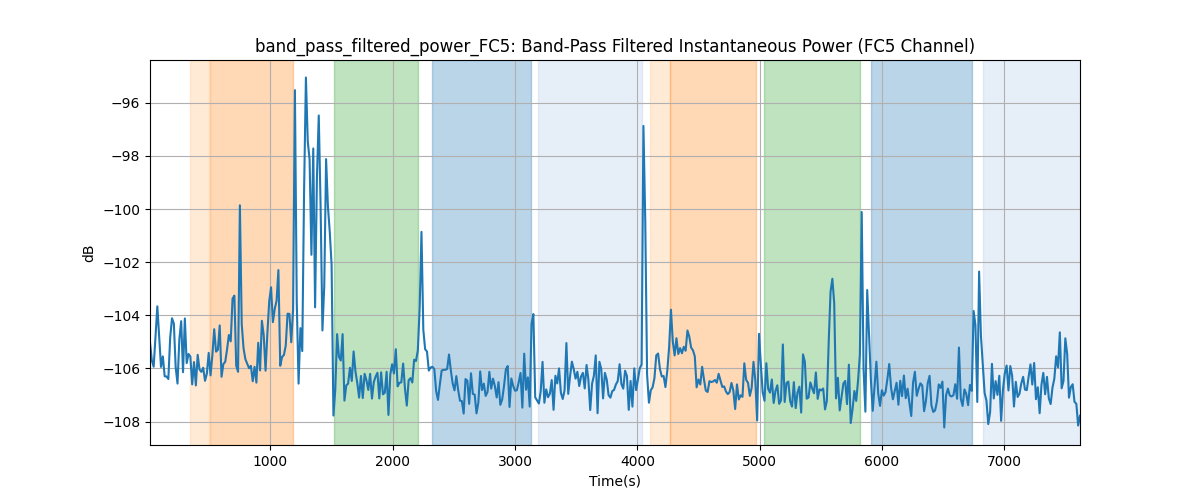 band_pass_filtered_power_FC5: Band-Pass Filtered Instantaneous Power (FC5 Channel)
−96
−98
−100
−102
−104
−106
−108
dB
1000 2000 3000 4000 5000 6000 7000
Time(s)